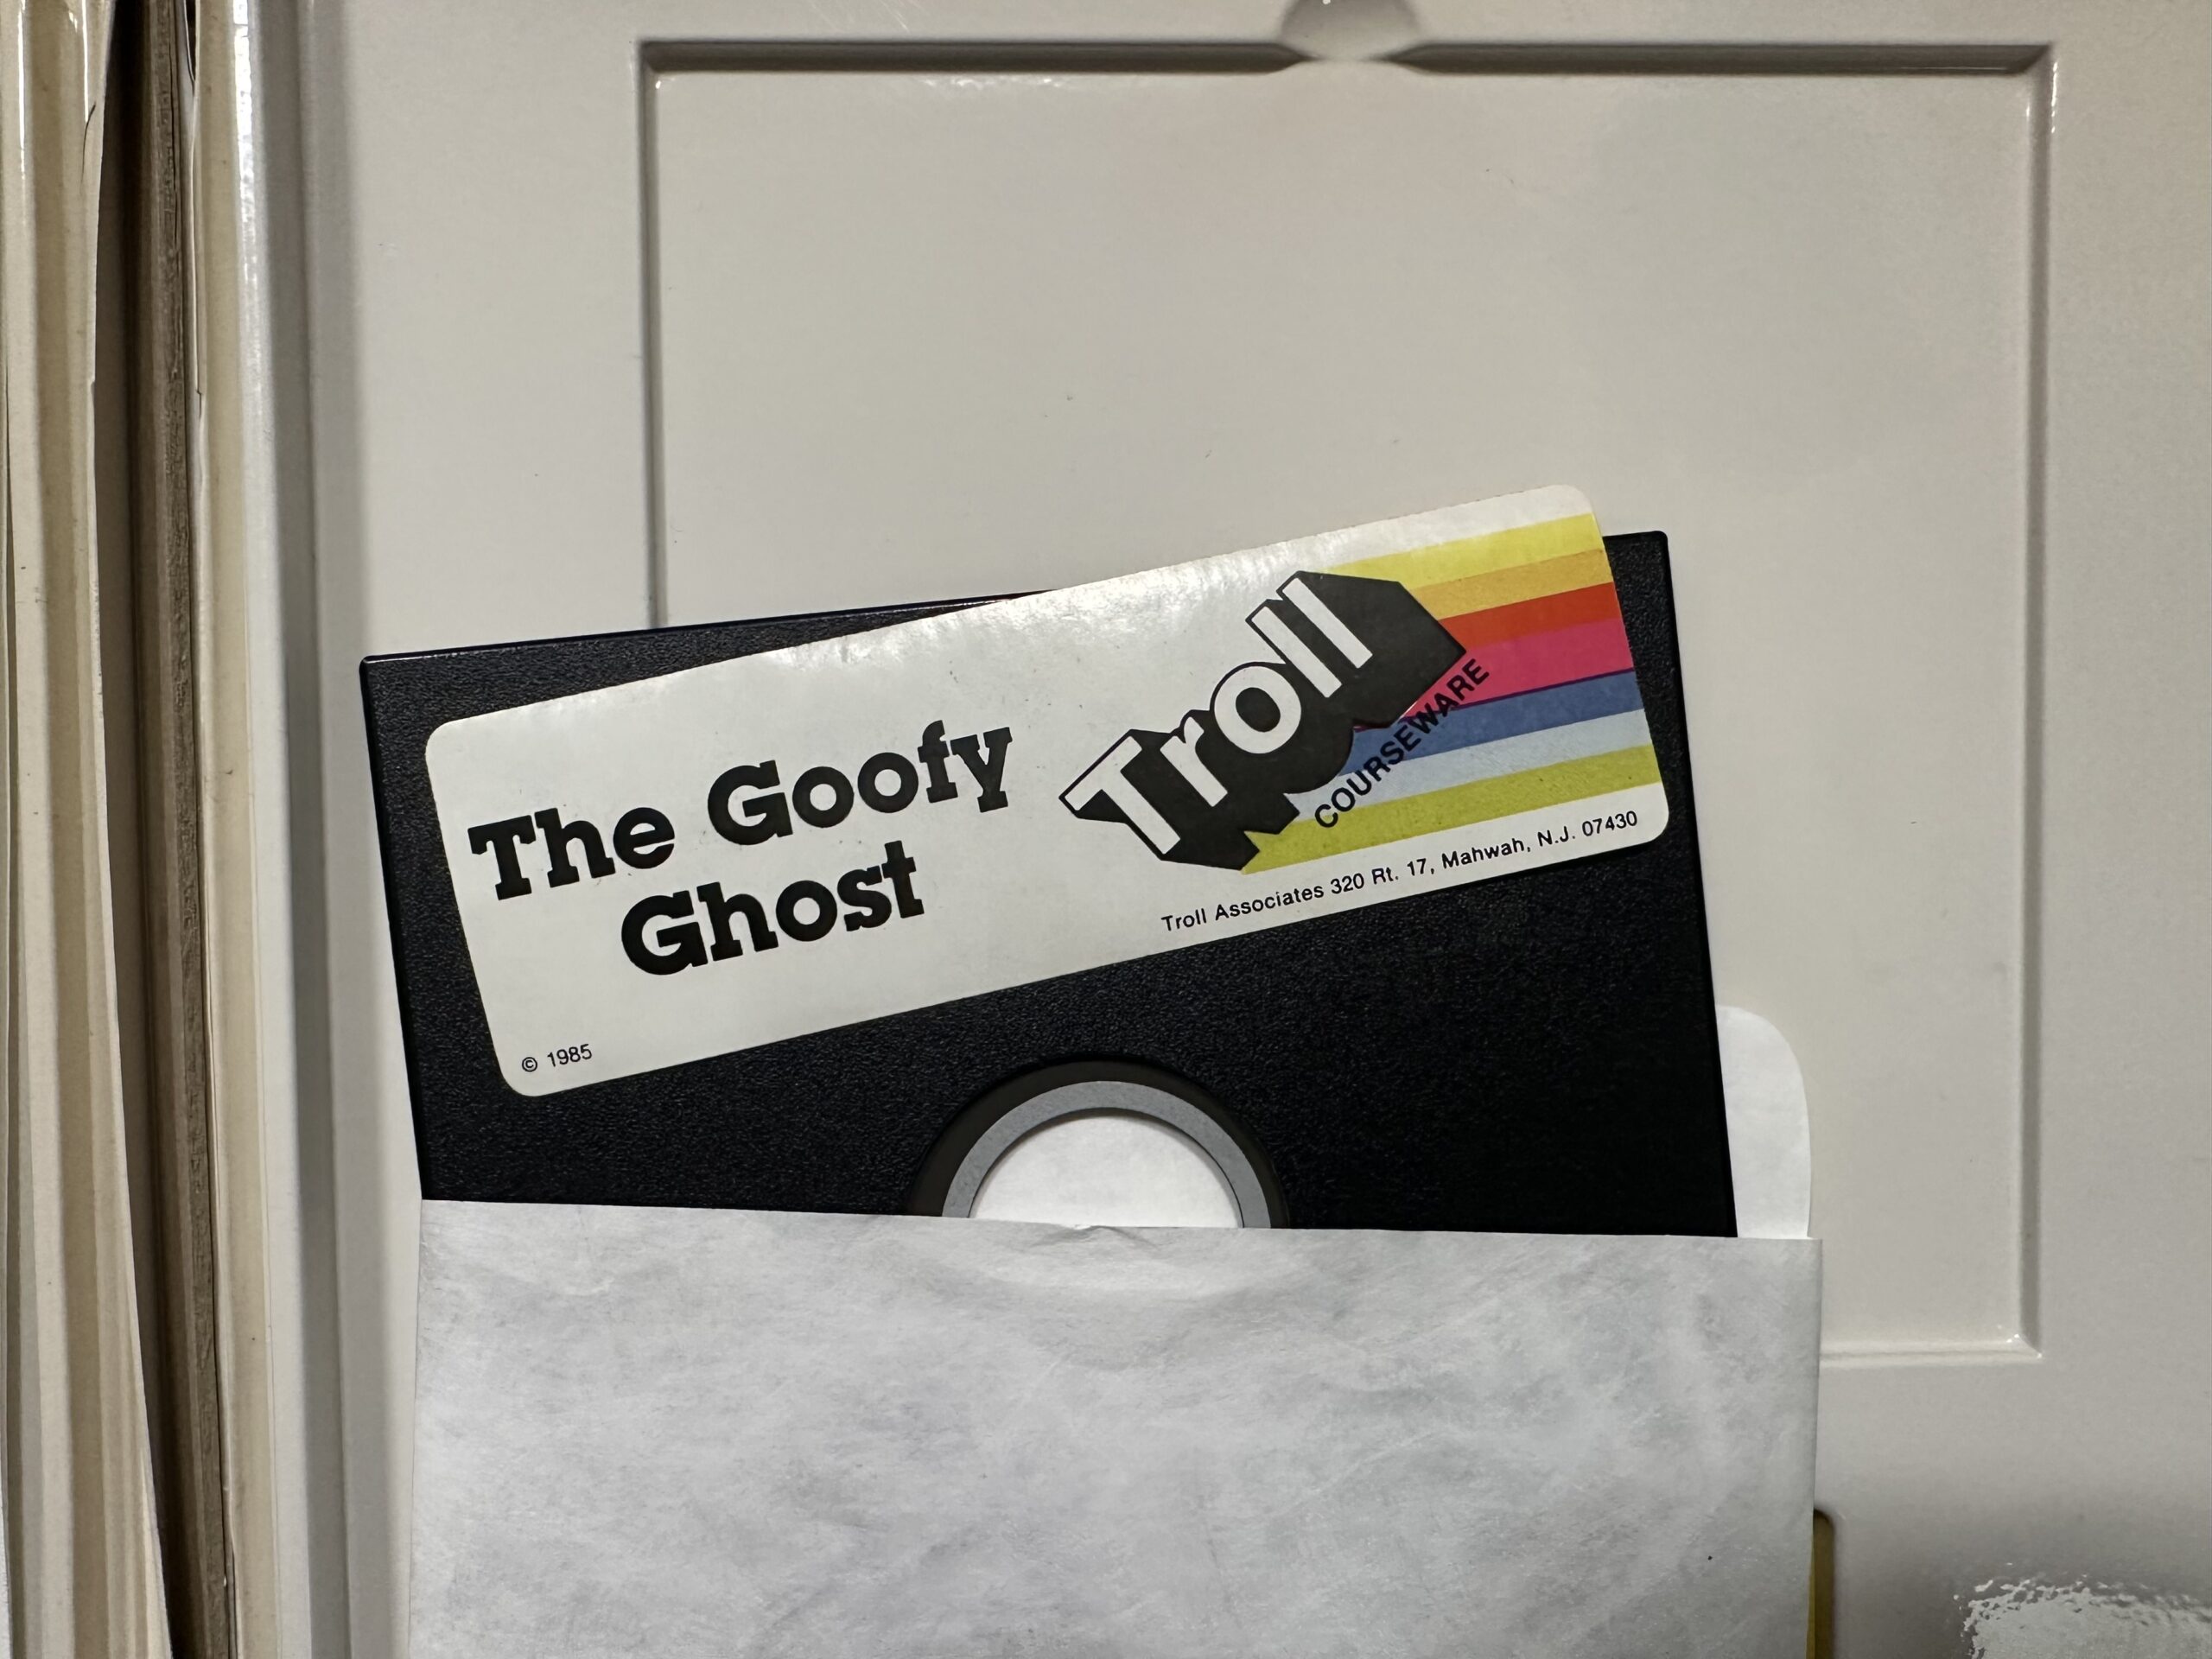 The Goofy
Ghost
© 1985
Troll
COURSEWARE
Troll Associates 320 Rt. 17, Mahwah, N.J. 07430